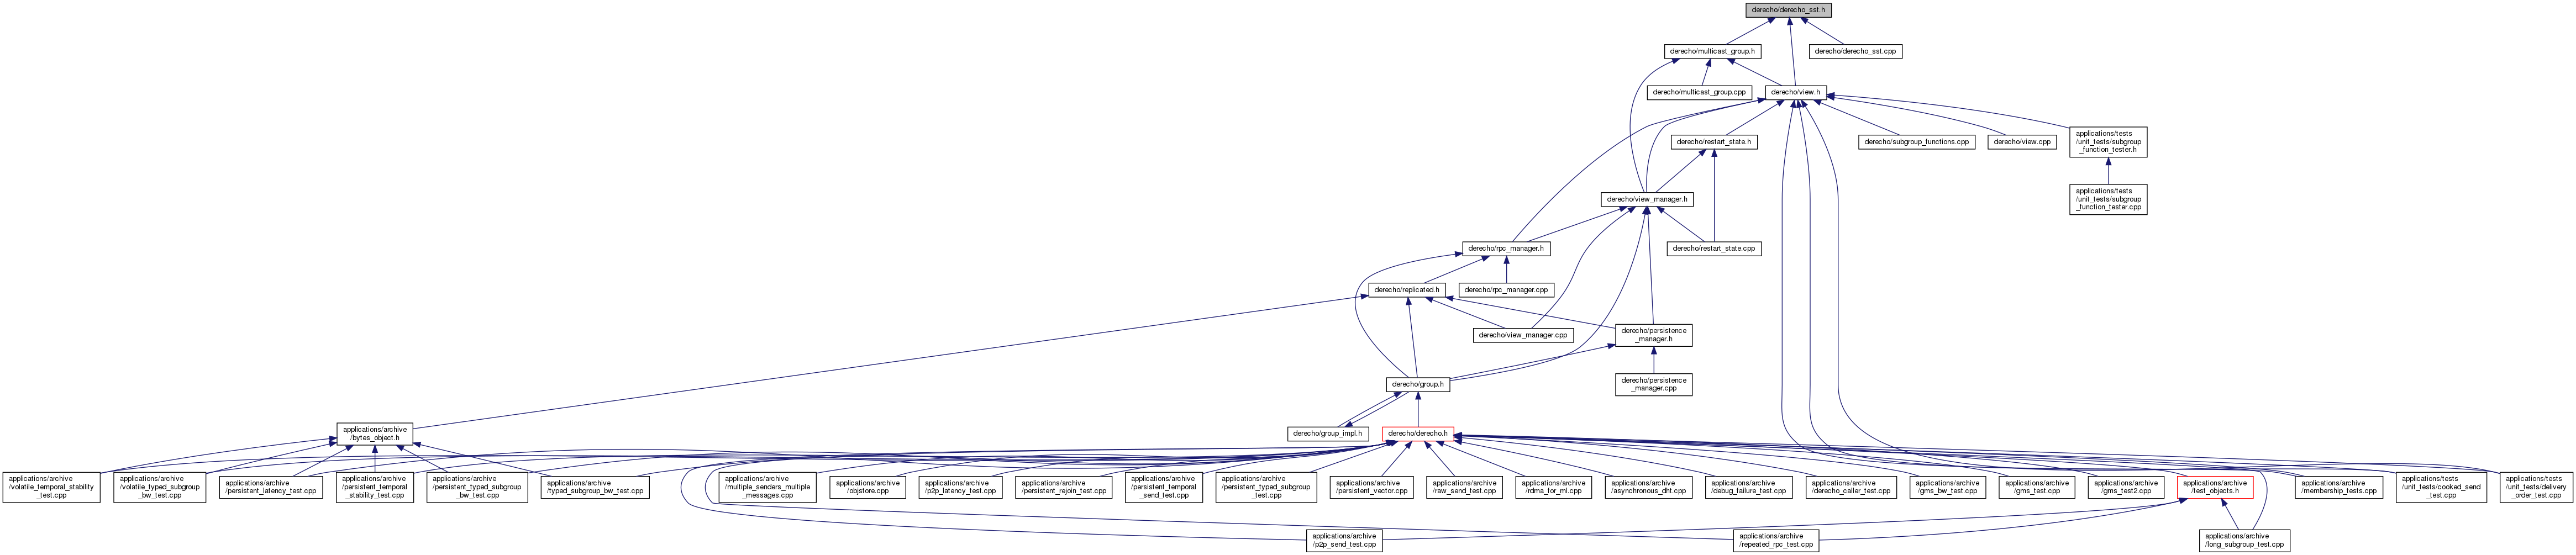 derecho/derecho_sst.h
derecho/multicast_group.h
derecho/derecho_sst.cpp
derecho/multicast_group.cpp
derecho/view.h
derecho/restart_state.h
derecho/subgroup_functions.cpp
derecho/view.cpp
applications/tests
/unit_tests/subgroup
_function_tester.h
derecho/view_manager.h
applications/tests
/unit_tests/subgroup
_function_tester.cpp
derecho/rpc_manager.h
derecho/restart_state.cpp
derecho/replicated.h
derecho/rpc_manager.cpp
derecho/view_manager.cpp
derecho/persistence
_manager.h
derecho/group.h
derecho/persistence
_manager.cpp
applications/archive
/bytes_object.h
derecho/group_impl.h
derecho/derecho.h
applications/archive
/volatile_temporal_stability
_test.cpp
applications/archive
/volatile_typed_subgroup
_bw_test.cpp
applications/archive
/persistent_latency_test.cpp
applications/archive
/persistent_temporal
_stability_test.cpp
applications/archive
/persistent_typed_subgroup
_bw_test.cpp
applications/archive
/typed_subgroup_bw_test.cpp
applications/archive
/multiple_senders_multiple
_messages.cpp
applications/archive
/objstore.cpp
applications/archive
/p2p_latency_test.cpp
applications/archive
/persistent_rejoin_test.cpp
applications/archive
/persistent_temporal
_send_test.cpp
applications/archive
/persistent_typed_subgroup
_test.cpp
applications/archive
/persistent_vector.cpp
applications/archive
/raw_send_test.cpp
applications/archive
/rdma_for_ml.cpp
applications/archive
/asynchronous_dht.cpp
applications/archive
/debug_failure_test.cpp
applications/archive
/derecho_caller_test.cpp
applications/archive
/gms_bw_test.cpp
applications/archive
/gms_test.cpp
applications/archive
/gms_test2.cpp
applications/archive
/test_objects.h
applications/archive
/membership_tests.cpp
applications/tests
/unit_tests/cooked_send
_test.cpp
applications/tests
/unit_tests/delivery
_order_test.cpp
applications/archive
/p2p_send_test.cpp
applications/archive
/repeated_rpc_test.cpp
applications/archive
/long_subgroup_test.cpp